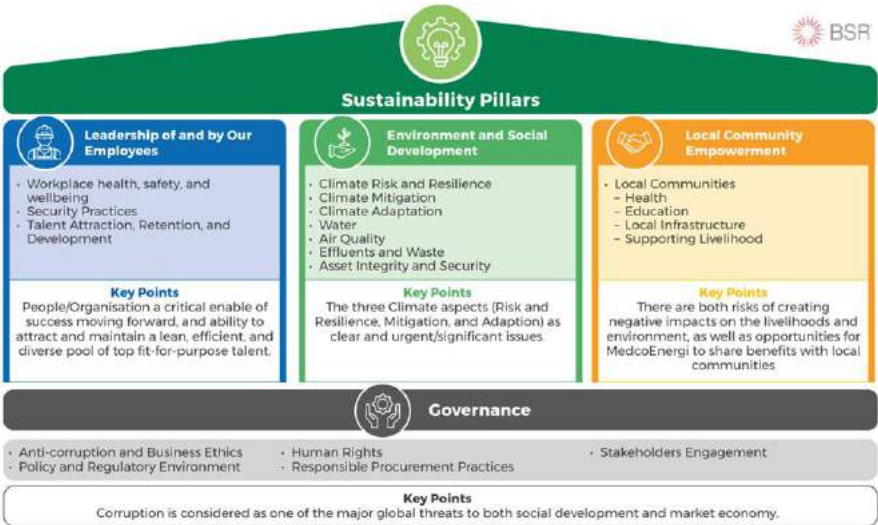 BSR
Sustainability Pillars
Leadership of and by Our
Employees
• Workplace health, safety, and
wellbeing
• Security Practices
• Talent Attraction, Retention, and
Development
Key Points
People/Organisation a critical enable of
success moving forward, and ability to
attract and maintain a lean, efficient, and
diverse pool of top fit-for-purpose talent.
Environment and Social
Development
• Climate Risk and Resilience
• Climate Mitigation
• Climate Adaptation
• Water
• Air Quality
• Effluents and Waste
• Asset Integrity and Security
Key Points
The three Climate aspects (Risk and
Resilience, Mitigation, and Adaption) as
clear and urgent/significant issues.
Local Community
Empowerment
• Local Communities
– Health
– Education
– Local Infrastructure
– Supporting Livelihood
Key Points
There are both risks of creating
negative impacts on the livelihoods and
environment, as well as opportunities for
MedcoEnergi to share benefits with local
communities
Governance
• Anti-corruption and Business Ethics
• Policy and Regulatory Environment
• Human Rights
• Responsible Procurement Practices
• Stakeholders Engagement
Key Points
Corruption is considered as one of the major global threats to both social development and market economy.